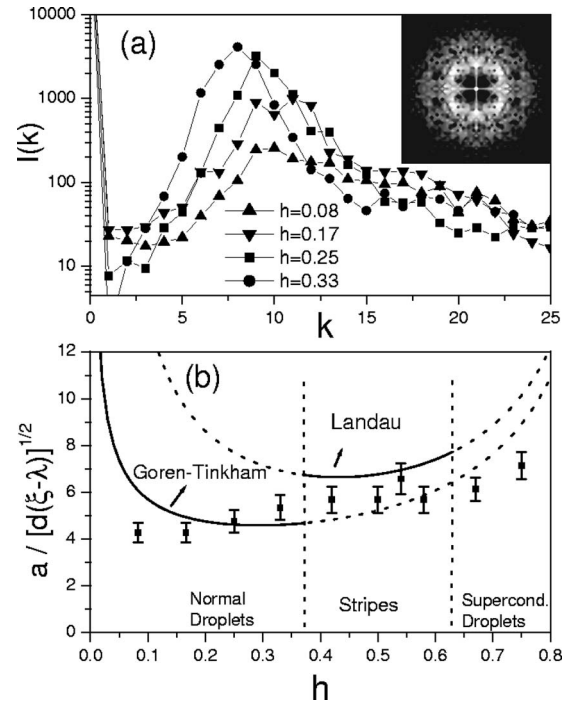 (a)
I(k)
10000
1000
100
10
h=0.08
h=0.17
h=0.25
h=0.33
0 5 10 15 20 25
k
(b)
a / [d(ξ-λ)]^{1/2}
12
10
8
6
4
2
0
Landau
Goren-Tinkham
Normal Droplets
Stripes
Supercond. Droplets
0.0 0.1 0.2 0.3 0.4 0.5 0.6 0.7 0.8
h